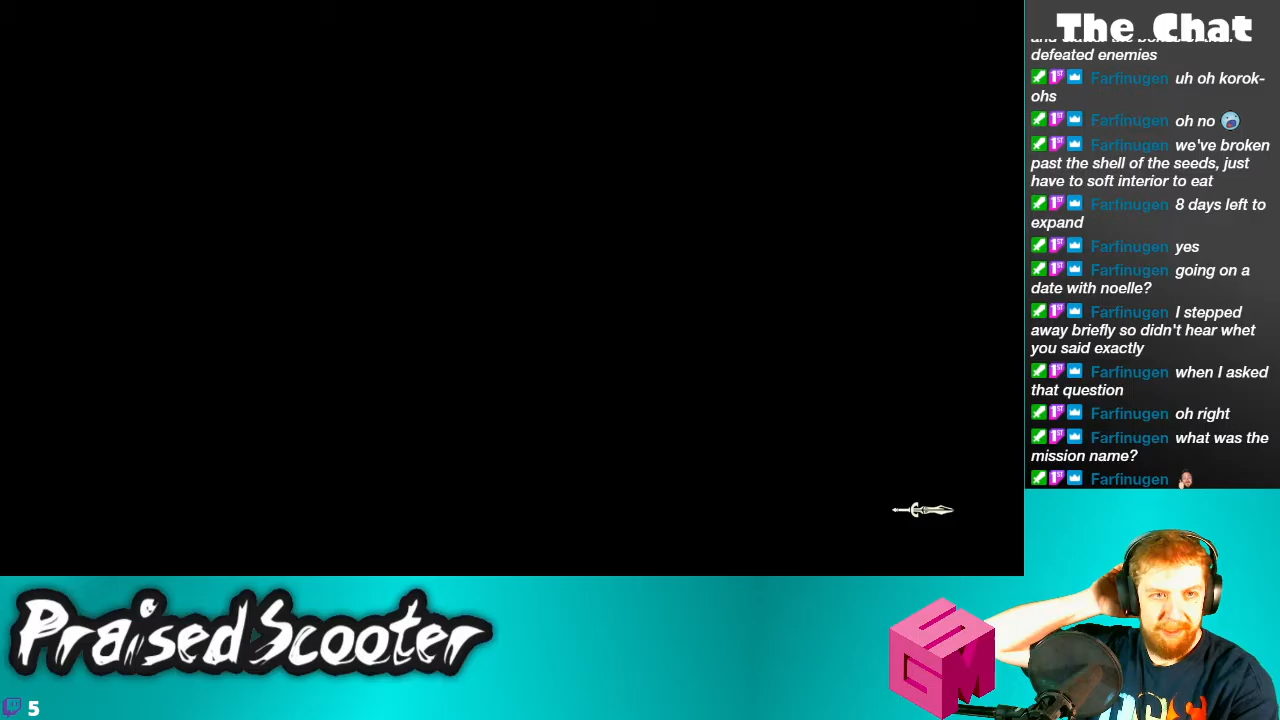 The Chat
defeated enemies
Farfinugen uh oh korok-
ohs
Farfinugen oh no
Farfinugen we've broken
past the shell of the seeds, just
have to soft interior to eat
Farfinugen 8 days left to
expand
Farfinugen yes
Farfinugen going on a
date with noelle?
Farfinugen I stepped
away briefly so didn't hear whet
you said exactly
Farfinugen when I asked
that question
Farfinugen oh right
Farfinugen what was the
mission name?
Farfinugen
PraisedScooter
SGM
5